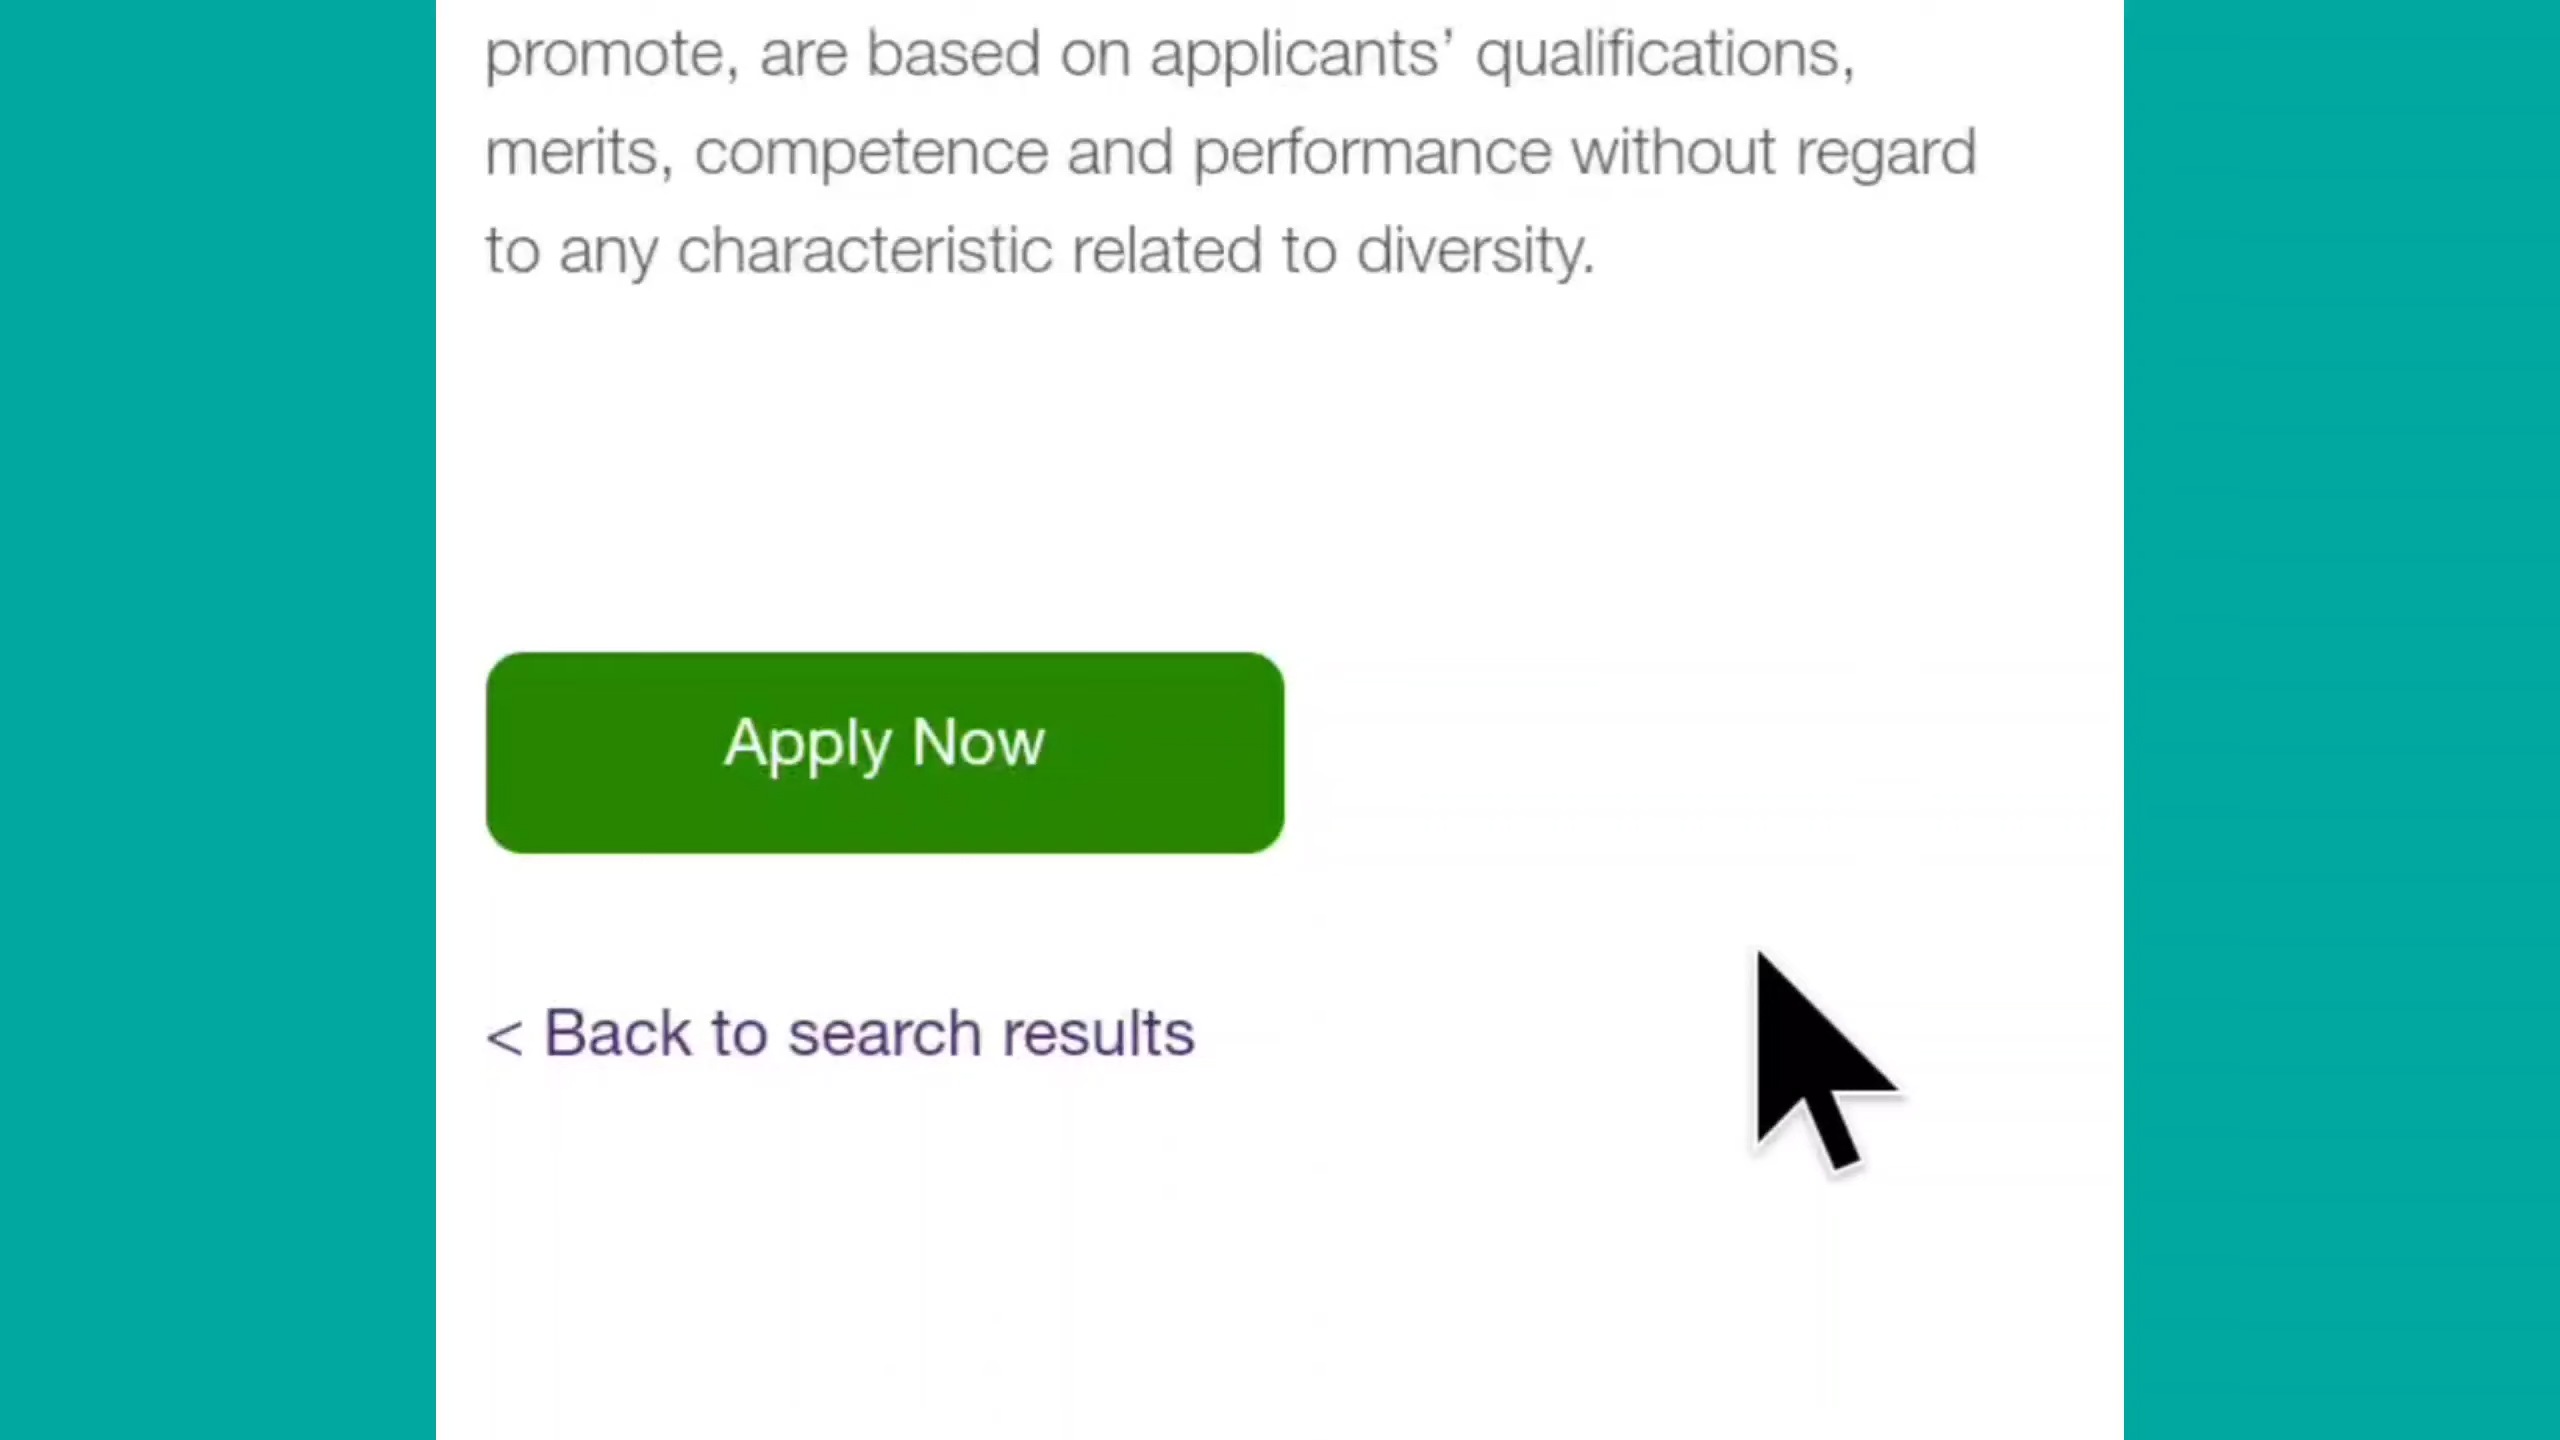 promote, are based on applicants’ qualifications,
merits, competence and performance without regard
to any characteristic related to diversity.
Apply Now
< Back to search results